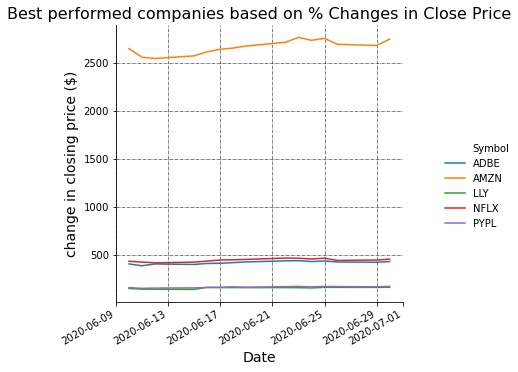 Best performed companies based on % Changes in Close Price
change in closing price ($)
2500
2000
1500
1000
500
2020-06-09
2020-06-13
2020-06-17
2020-06-21
2020-06-25
2020-06-29
2020-07-01
Date
Symbol
ADBE
AMZN
LLY
NFLX
PYPL